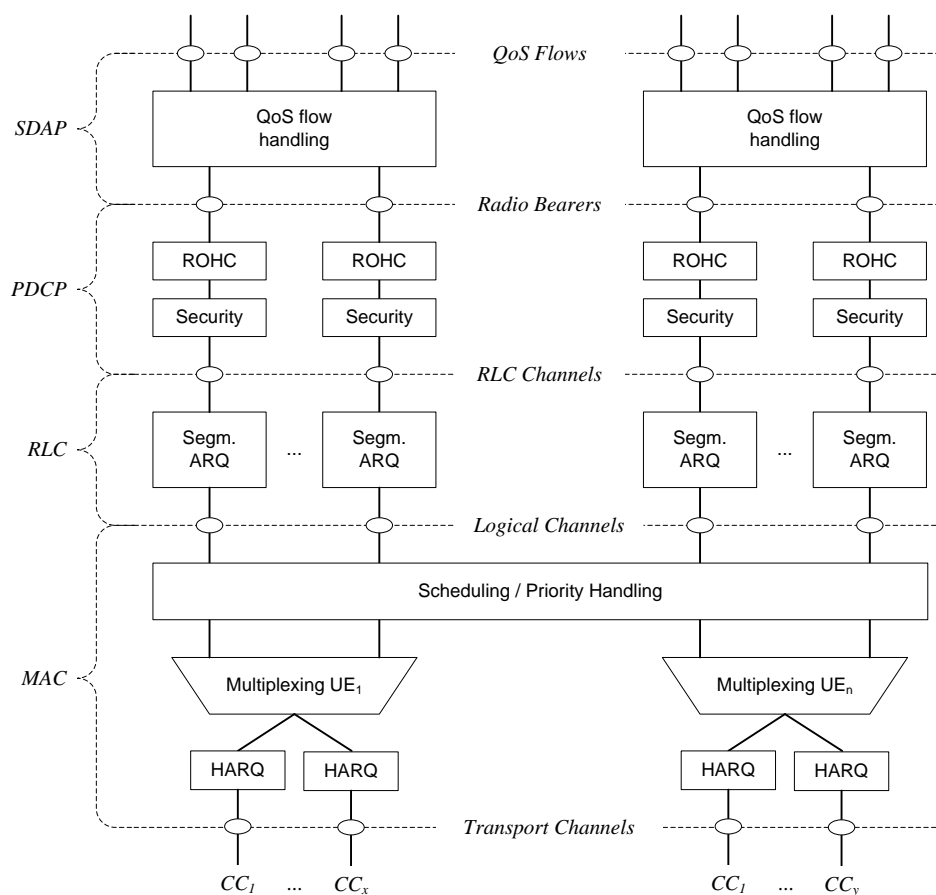 QoS Flows
SDAP
QoS flow
handling
QoS flow
handling
Radio Bearers
PDCP
ROHC ROHC ROHC ROHC
Security Security Security Security
RLC Channels
RLC
Segm.
ARQ
...
Segm.
ARQ
Segm.
ARQ
...
Segm.
ARQ
Logical Channels
Scheduling / Priority Handling
MAC
Multiplexing UE₁ Multiplexing UEₙ
HARQ HARQ HARQ HARQ
Transport Channels
CC₁ ... CCₓ CC₁ ... CCy